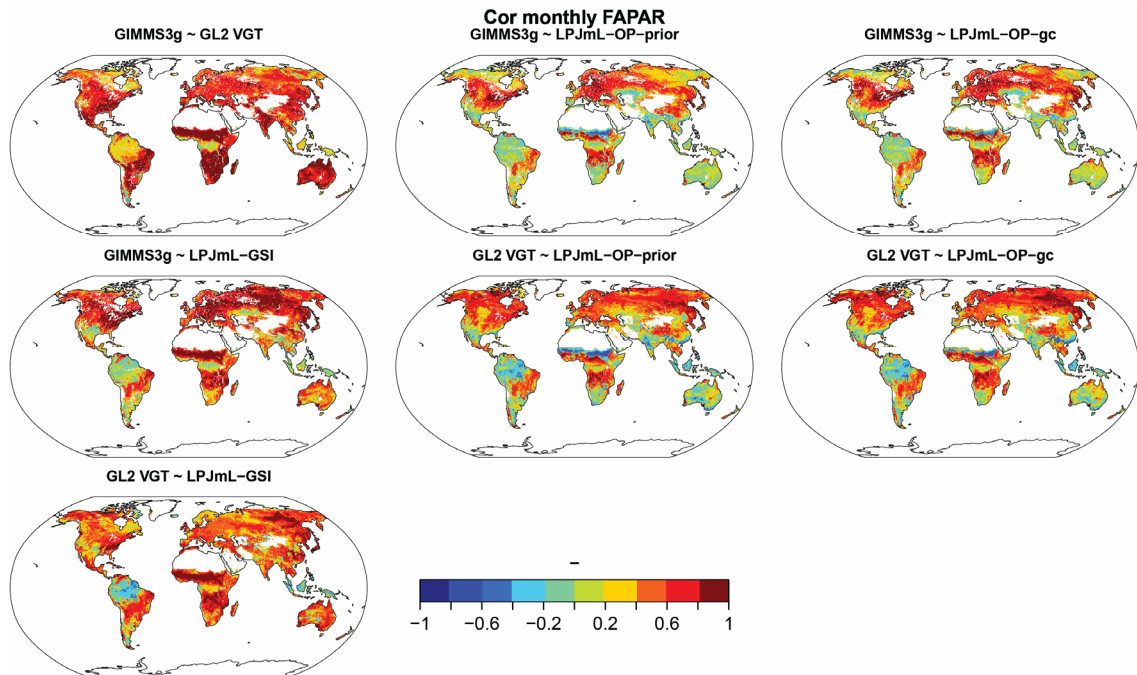 Cor monthly FAPAR
GIMMS3g ~ GL2 VGT
GIMMS3g ~ LPJmL−OP−prior
GIMMS3g ~ LPJmL−OP−gc
GIMMS3g ~ LPJmL−GSI
GL2 VGT ~ LPJmL−OP−prior
GL2 VGT ~ LPJmL−OP−gc
GL2 VGT ~ LPJmL−GSI
−
−1 −0.6 −0.2 0.2 0.6 1